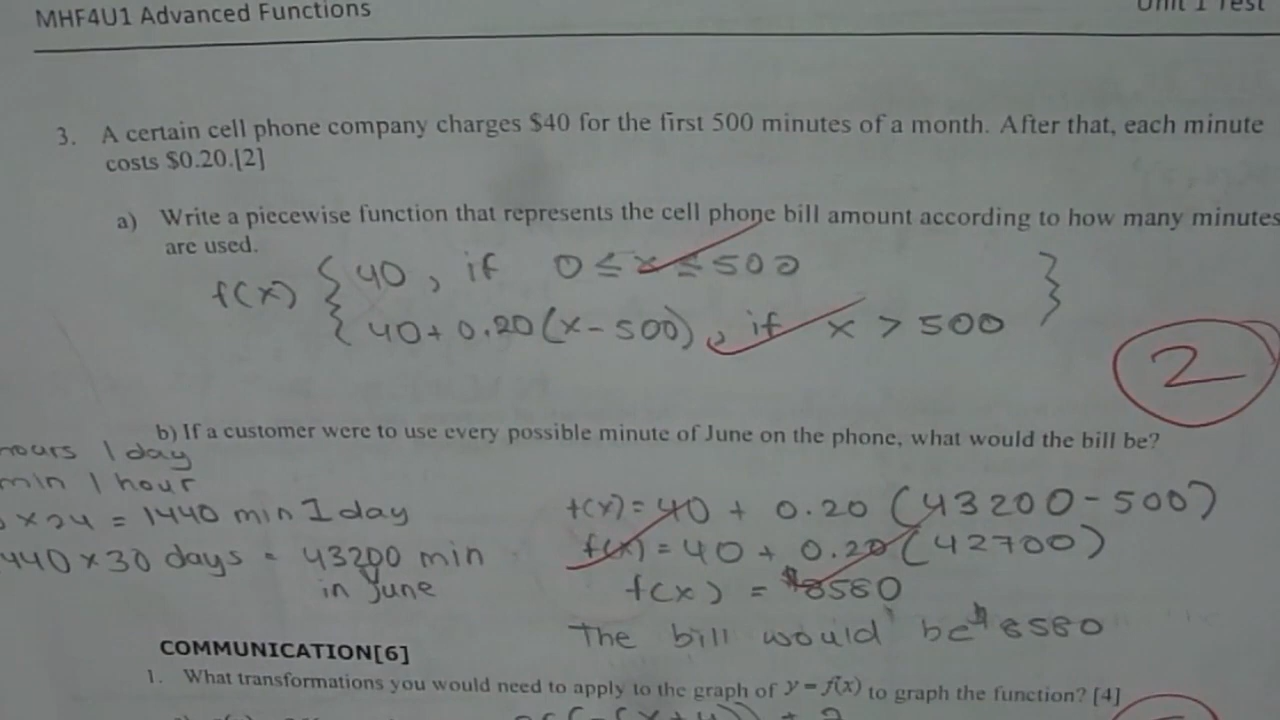 MHF4U1 Advanced Functions
Unit 1 Test
3. A certain cell phone company charges $40 for the first 500 minutes of a month. After that, each minute
costs $0.20.[2]
a) Write a piecewise function that represents the cell phone bill amount according to how many minutes
are used.
f(x) { 40, if 0 ≤ x ≤ 500
{ 40+0.20(x-500), if x > 500 }
2
b) If a customer were to use every possible minute of June on the phone, what would the bill be?
hours 1 day
min 1 hour
x24 = 1440 min 1 day
440 x 30 days = 43200 min
in June
f(x) = 40 + 0.20 (43200-500)
f(x) = 40 + 0.20 (42700)
f(x) = $8580
The bill would be $8580
COMMUNICATION[6]
1. What transformations you would need to apply to the graph of y = f(x) to graph the function? [4]